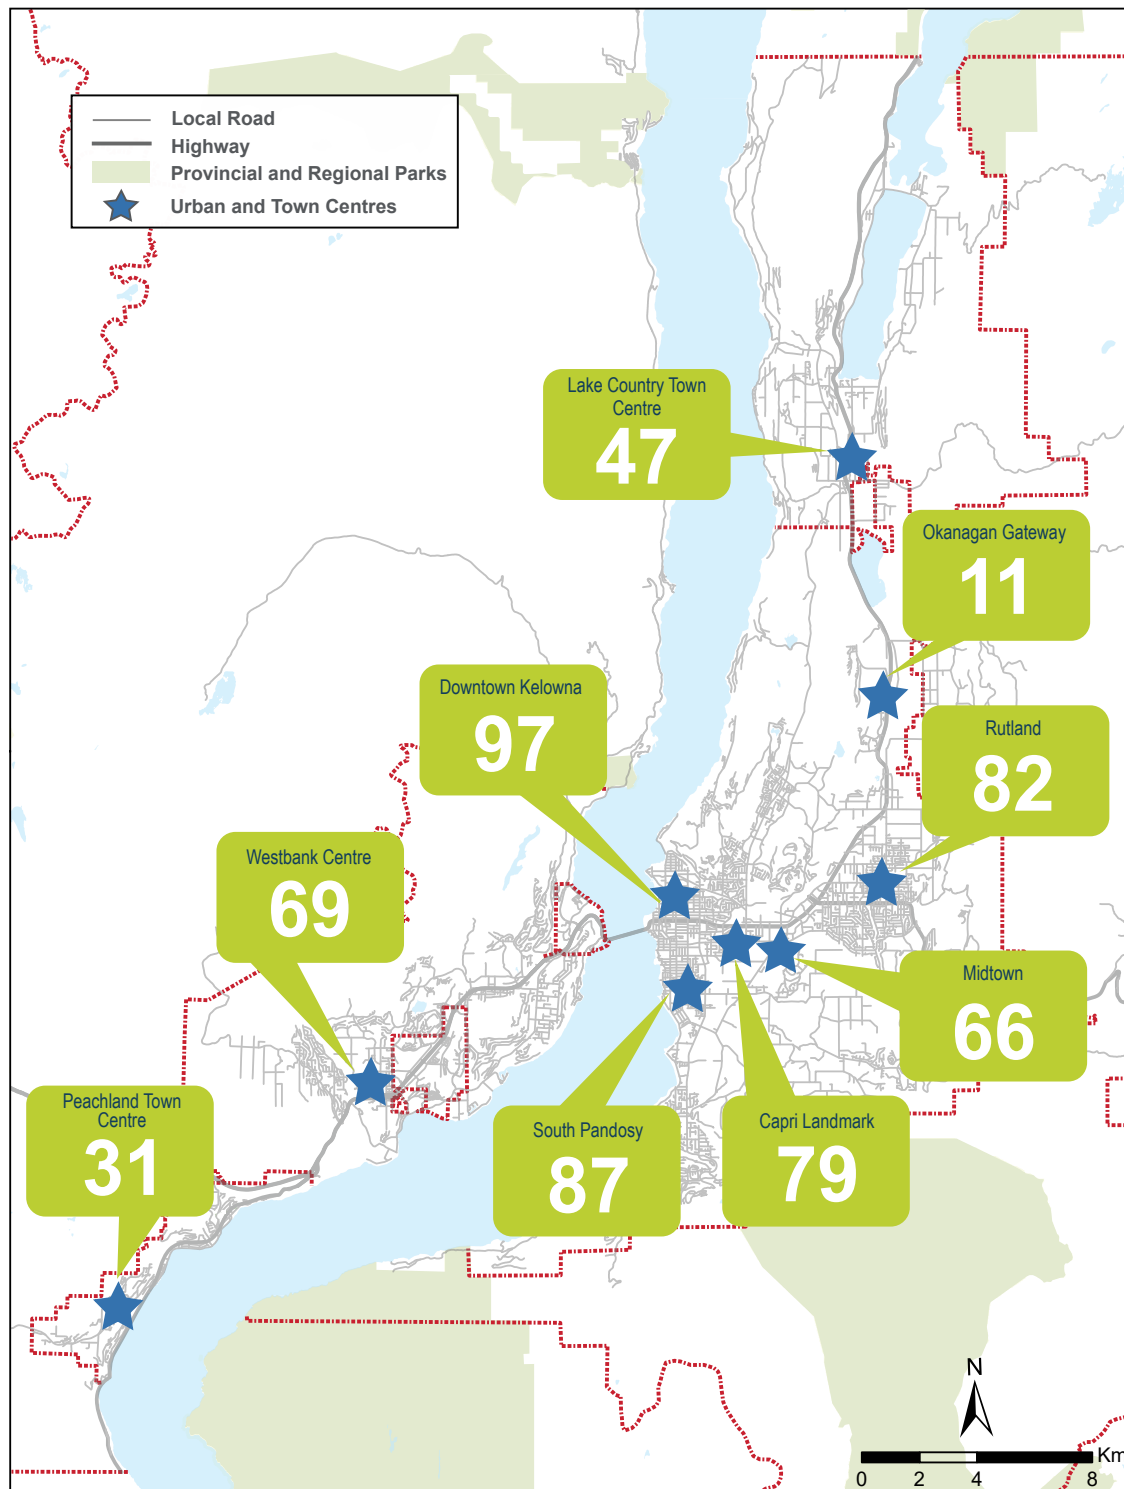 Local Road
Highway
Provincial and Regional Parks
Urban and Town Centres
Lake Country Town
Centre
47
Okanagan Gateway
11
Downtown Kelowna
97
Rutland
82
Westbank Centre
69
Midtown
66
Peachland Town
Centre
31
South Pandosy
87
Capri Landmark
79
N
Km
0 2 4 8